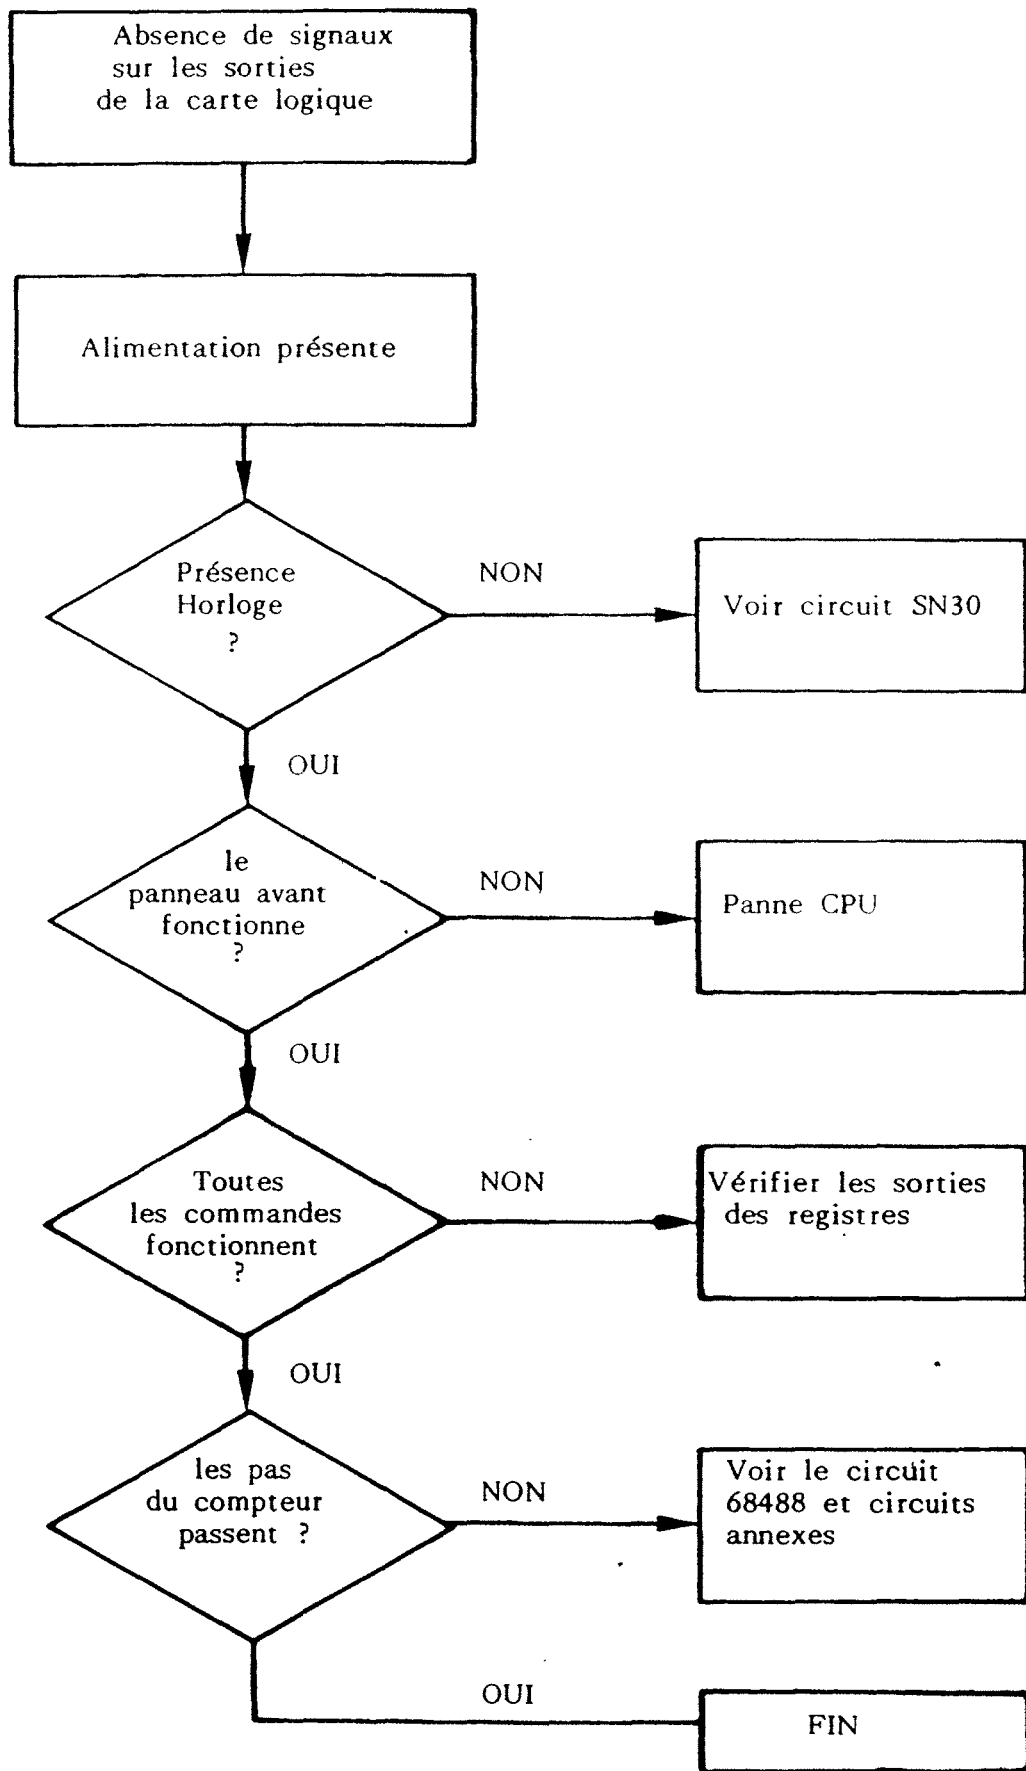 Absence de signaux
sur les sorties
de la carte logique
Alimentation présente
Présence
Horloge
?
NON
Voir circuit SN30
OUI
le
panneau avant
fonctionne
?
NON
Panne CPU
OUI
Toutes
les commandes
fonctionnent
?
NON
Vérifier les sorties
des registres
OUI
les pas
du compteur
passent ?
NON
Voir le circuit
68488 et circuits
annexes
OUI
FIN